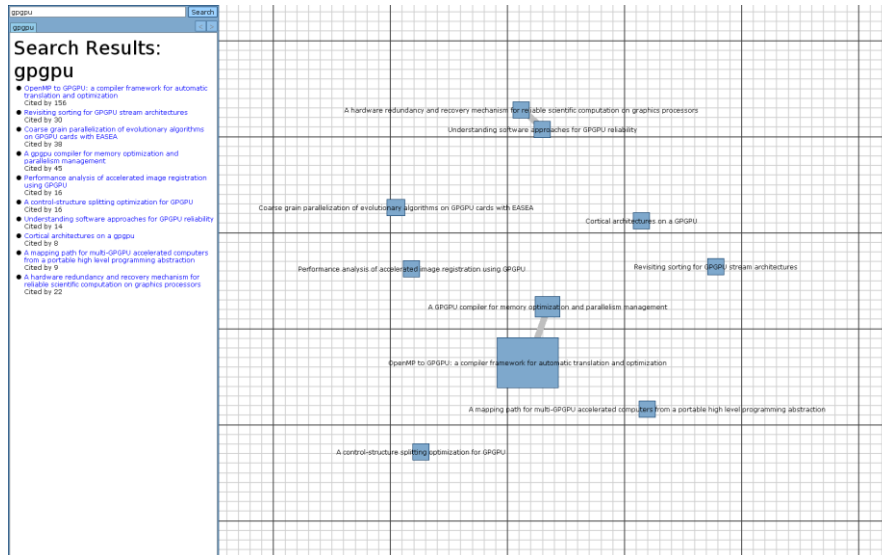 gpgpu
Search
gpgpu
< >
Search Results:
gpgpu
OpenMP to GPGPU: a compiler framework for automatic
translation and optimization
Cited by 156
Revisiting sorting for GPGPU stream architectures
Cited by 30
Coarse grain parallelization of evolutionary algorithms
on GPGPU cards with EASEA
Cited by 38
A gpgpu compiler for memory optimization and
parallelism management
Cited by 45
Performance analysis of accelerated image registration
using GPGPU
Cited by 16
A control-structure splitting optimization for GPGPU
Cited by 16
Understanding software approaches for GPGPU reliability
Cited by 14
Cortical architectures on a gpgpu
Cited by 8
A mapping path for multi-GPGPU accelerated computers
from a portable high level programming abstraction
Cited by 9
A hardware redundancy and recovery mechanism for
reliable scientific computation on graphics processors
Cited by 22
A hardware redundancy and recovery mechanism for reliable scientific computation on graphics processors
Understanding software approaches for GPGPU reliability
Coarse grain parallelization of evolutionary algorithms on GPGPU cards with EASEA
Cortical architectures on a GPGPU
Performance analysis of accelerated image registration using GPGPU
Revisiting sorting for GPGPU stream architectures
A GPGPU compiler for memory optimization and parallelism management
OpenMP to GPGPU: a compiler framework for automatic translation and optimization
A mapping path for multi-GPGPU accelerated computers from a portable high level programming abstraction
A control-structure splitting optimization for GPGPU